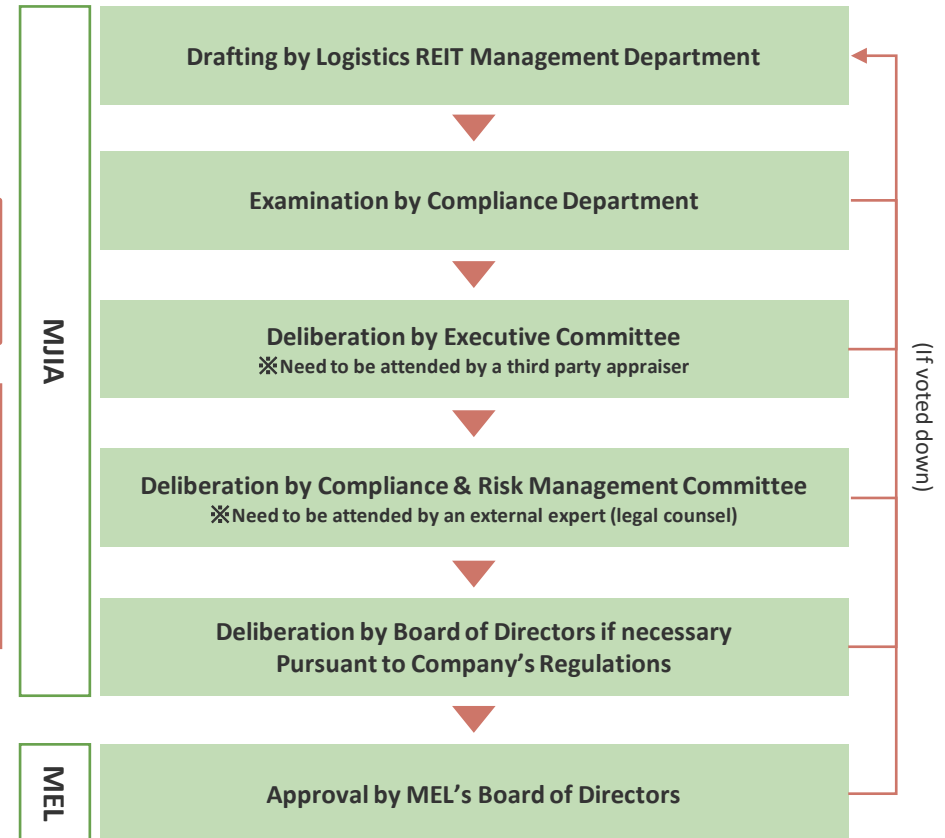 Drafting by Logistics REIT Management Department
Examination by Compliance Department
MJIA
Deliberation by Executive Committee
※Need to be attended by a third party appraiser
(If voted down)
Deliberation by Compliance & Risk Management Committee
※Need to be attended by an external expert (legal counsel)
Deliberation by Board of Directors if necessary
Pursuant to Company’s Regulations
MEL
Approval by MEL’s Board of Directors